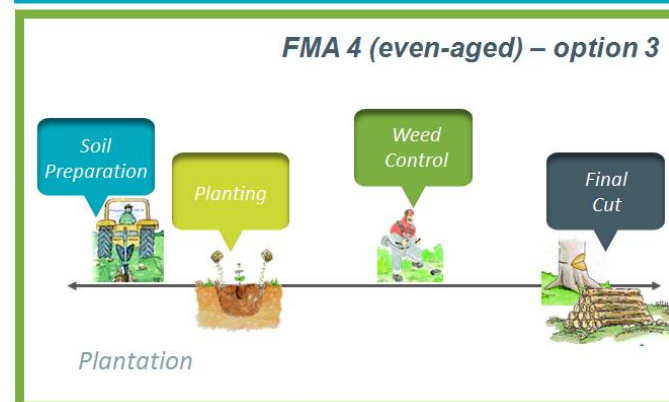 FMA 4 (even-aged) – option 3
Soil
Preparation
Planting
Weed
Control
Final
Cut
Plantation